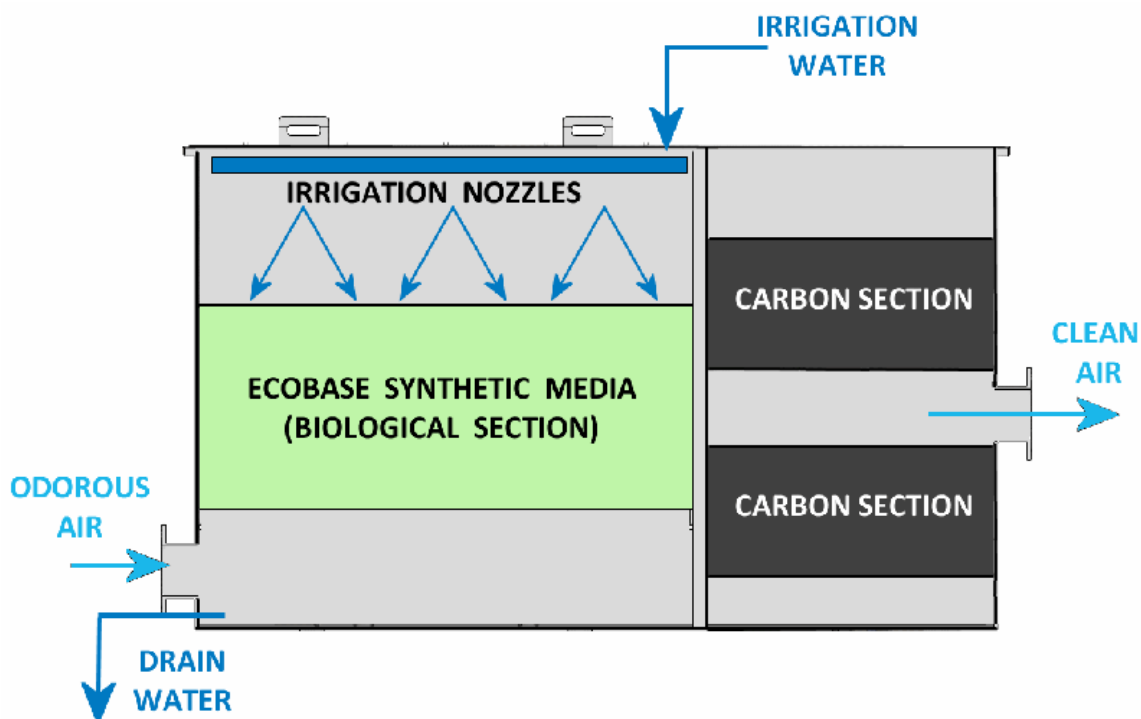 IRRIGATION
WATER
IRRIGATION NOZZLES
CARBON SECTION
ECOBASE SYNTHETIC MEDIA
(BIOLOGICAL SECTION)
CLEAN
AIR
ODOROUS
AIR
CARBON SECTION
DRAIN
WATER